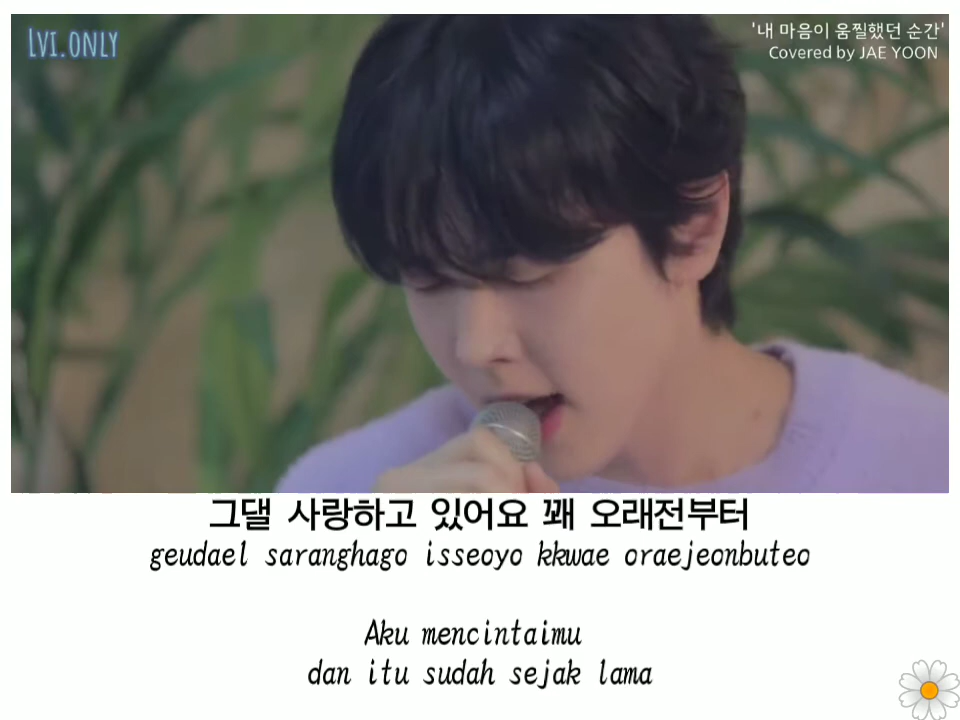 Lvi.only
'내 마음이 움찔했던 순간'
Covered by JAE YOON
그댈 사랑하고 있어요 꽤 오래전부터
geudael saranghago isseoyo kkwae oraejeonbuteo
Aku mencintaimu
dan itu sudah sejak lama